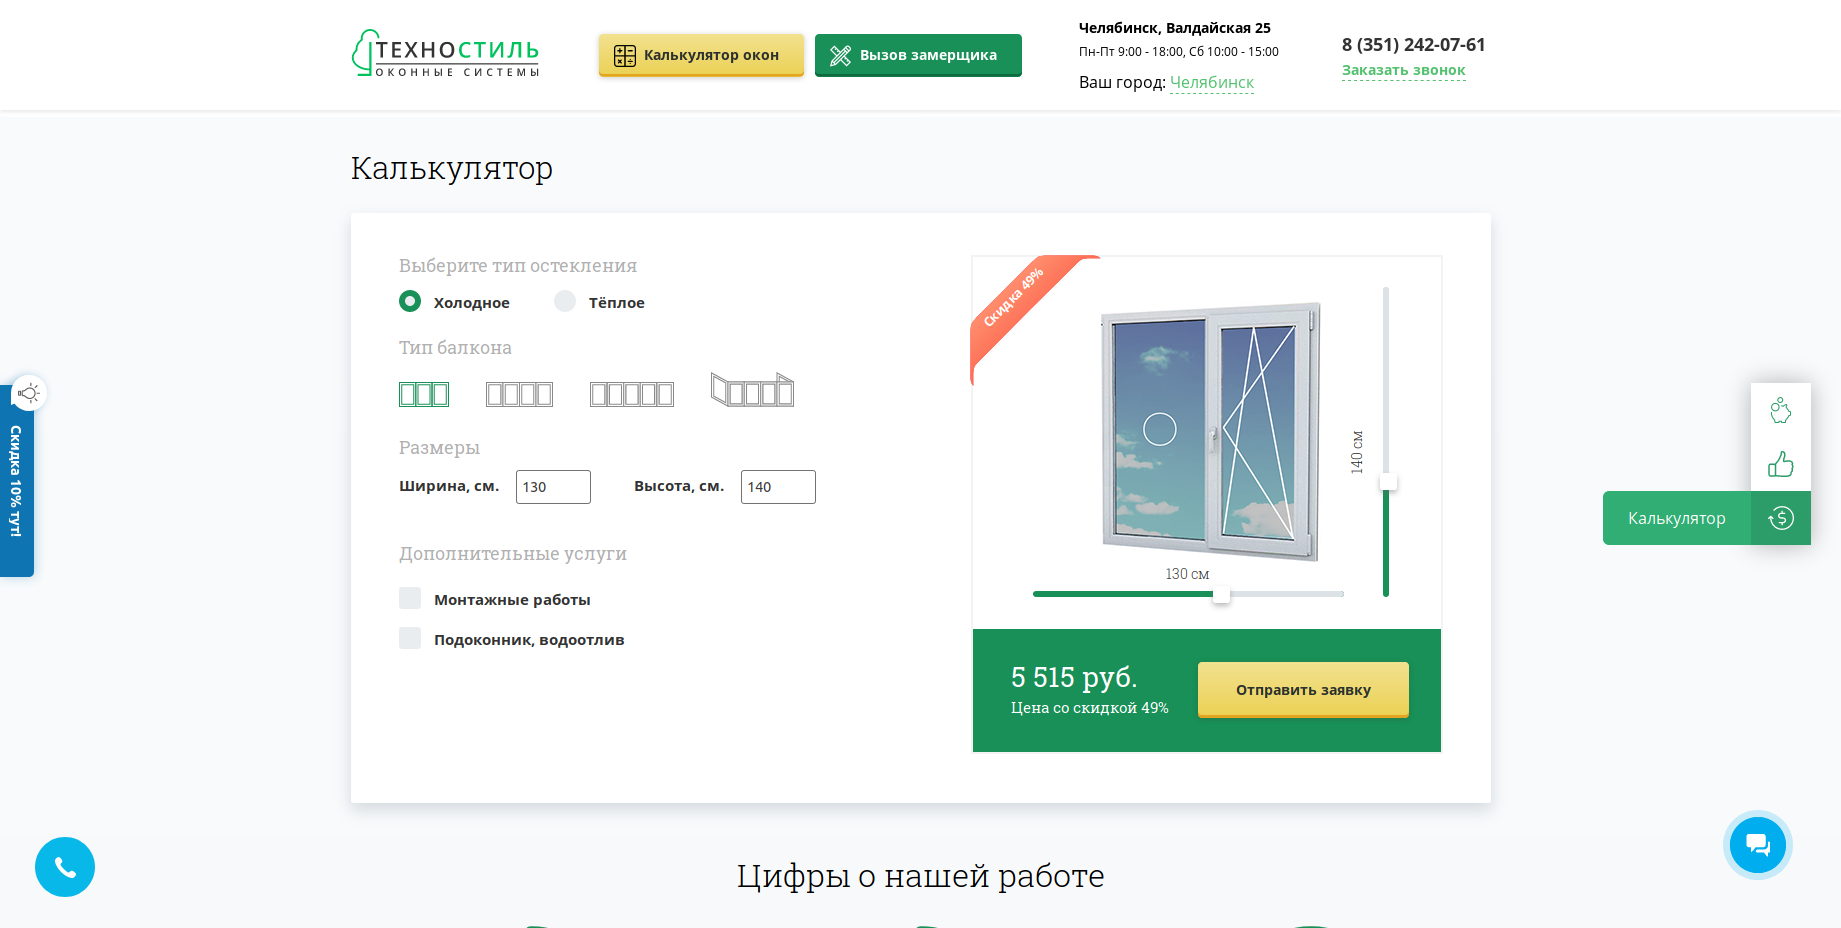 ТЕХНОСТИЛЬ
ОКОННЫЕ СИСТЕМЫ
Калькулятор окон
Вызов замерщика
Челябинск, Валдайская 25
Пн-Пт 9:00 - 18:00, Сб 10:00 - 15:00
Ваш город: Челябинск
8 (351) 242-07-61
Заказать звонок
Калькулятор
Выберите тип остекления
Холодное
Тёплое
Тип балкона
Размеры
Ширина, см. 130
Высота, см. 140
Дополнительные услуги
Монтажные работы
Подоконник, водоотлив
Скидка 49%
140 см
130 см
5 515 руб.
Цена со скидкой 49%
Отправить заявку
Скидка 10% тут!
Калькулятор
Цифры о нашей работе